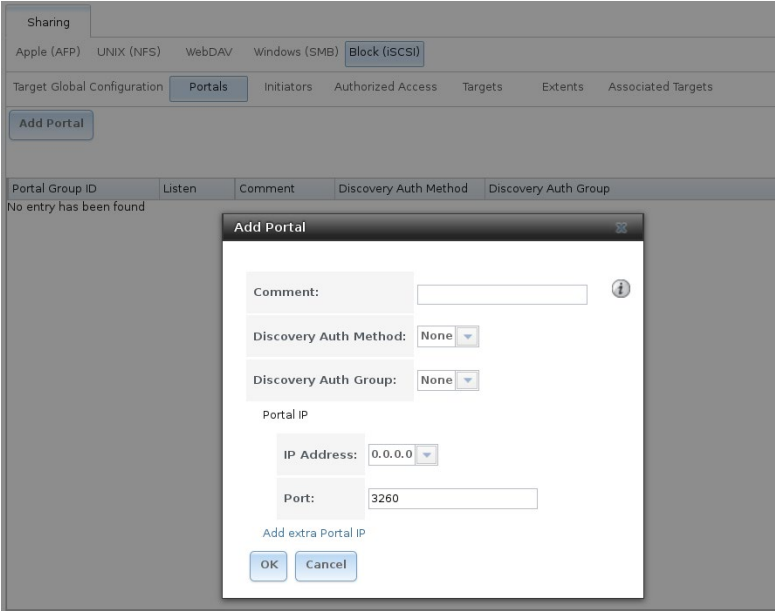 Sharing
Apple (AFP) UNIX (NFS) WebDAV Windows (SMB) Block (iSCSI)
Target Global Configuration Portals Initiators Authorized Access Targets Extents Associated Targets
Add Portal
Portal Group ID Listen Comment Discovery Auth Method Discovery Auth Group
No entry has been found
Add Portal
Comment:
Discovery Auth Method: None
Discovery Auth Group: None
Portal IP
IP Address: 0.0.0.0
Port: 3260
Add extra Portal IP
OK Cancel